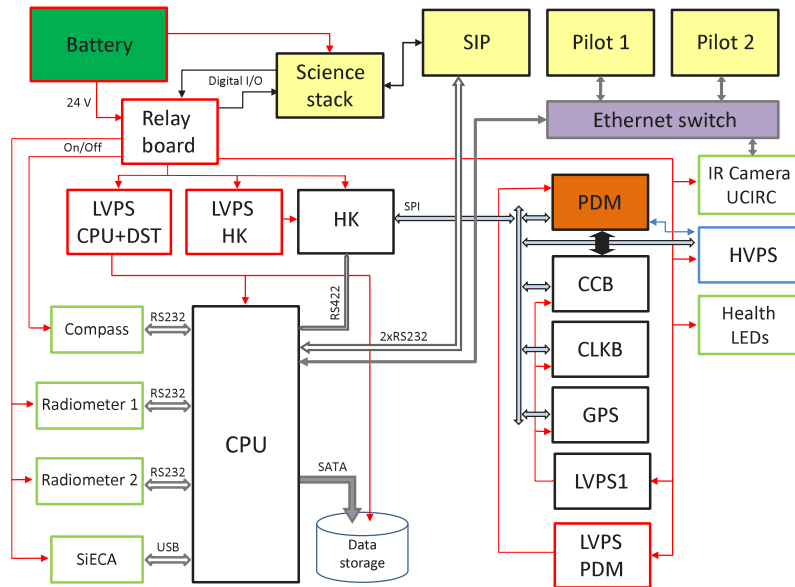 Battery
SIP
Pilot 1
Pilot 2
Science
stack
Digital I/O
24 V
Relay
board
Ethernet switch
On/Off
IR Camera
UCIRC
LVPS
CPU+DST
LVPS
HK
HK
SPI
PDM
HVPS
CCB
RS422
Compass
RS232
2xRS232
CLKB
Health
LEDs
Radiometer 1
RS232
GPS
CPU
Radiometer 2
RS232
SATA
LVPS1
SiECA
USB
Data
storage
LVPS
PDM